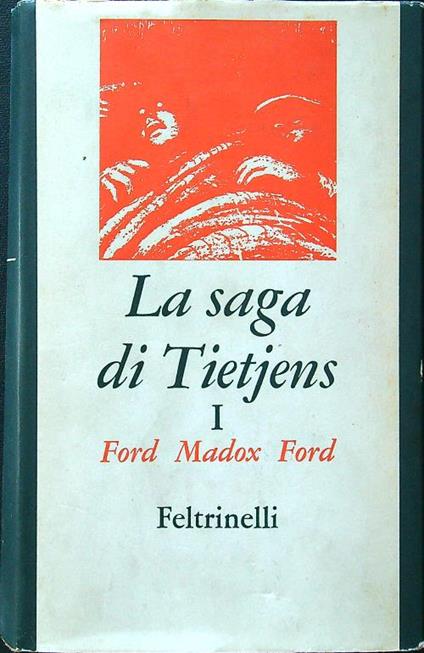 La saga
di Tietjens
I
Ford Madox Ford
Feltrinelli